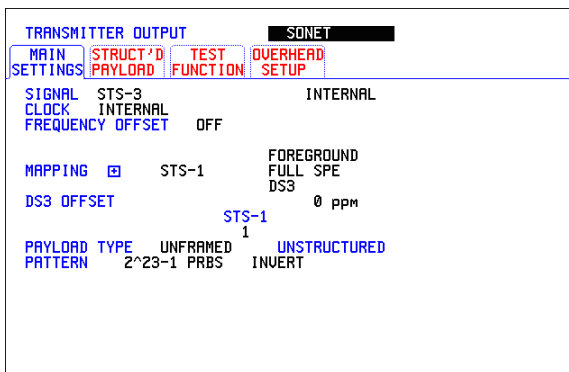 TRANSMITTER OUTPUT SONET
MAIN SETTINGS STRUCT'D PAYLOAD TEST FUNCTION OVERHEAD SETUP
SIGNAL STS-3 INTERNAL
CLOCK INTERNAL
FREQUENCY OFFSET OFF
FOREGROUND
MAPPING + STS-1 FULL SPE
DS3
DS3 OFFSET 0 ppm
STS-1
1
PAYLOAD TYPE UNFRAMED UNSTRUCTURED
PATTERN 2^23-1 PRBS INVERT